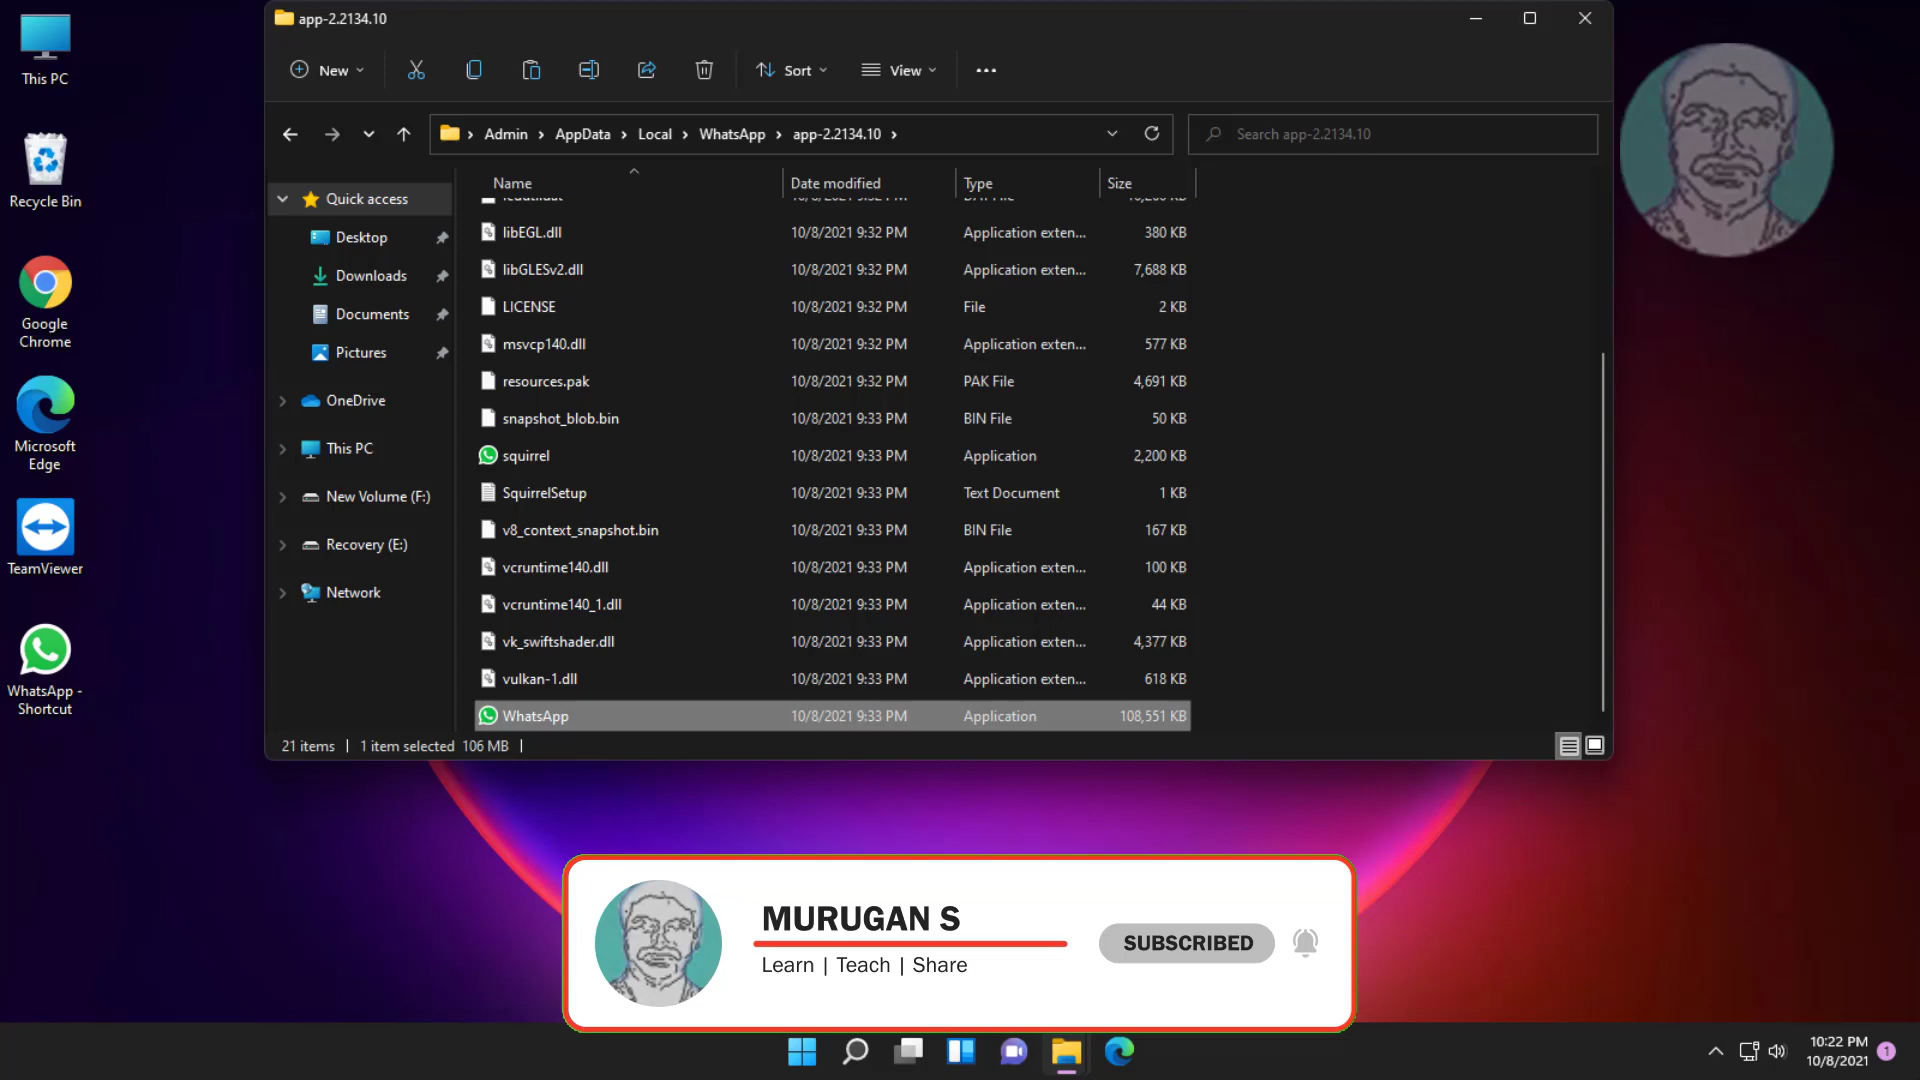 app-2.2134.10
New
Sort
View
Admin > AppData > Local > WhatsApp > app-2.2134.10 >
Search app-2.2134.10
Name Date modified Type Size
libEGL.dll 10/8/2021 9:32 PM Application exten... 380 KB
libGLESv2.dll 10/8/2021 9:32 PM Application exten... 7,688 KB
LICENSE 10/8/2021 9:32 PM File 2 KB
msvcp140.dll 10/8/2021 9:32 PM Application exten... 577 KB
resources.pak 10/8/2021 9:32 PM PAK File 4,691 KB
snapshot_blob.bin 10/8/2021 9:33 PM BIN File 50 KB
squirrel 10/8/2021 9:33 PM Application 2,200 KB
SquirrelSetup 10/8/2021 9:33 PM Text Document 1 KB
v8_context_snapshot.bin 10/8/2021 9:33 PM BIN File 167 KB
vcruntime140.dll 10/8/2021 9:33 PM Application exten... 100 KB
vcruntime140_1.dll 10/8/2021 9:33 PM Application exten... 44 KB
vk_swiftshader.dll 10/8/2021 9:33 PM Application exten... 4,377 KB
vulkan-1.dll 10/8/2021 9:33 PM Application exten... 618 KB
WhatsApp 10/8/2021 9:33 PM Application 108,551 KB
21 items | 1 item selected 106 MB |
Quick access
Desktop
Downloads
Documents
Pictures
OneDrive
This PC
New Volume (F:)
Recovery (E:)
Network
This PC
Recycle Bin
Google
Chrome
Microsoft
Edge
TeamViewer
WhatsApp -
Shortcut
MURUGAN S
Learn | Teach | Share
SUBSCRIBED
10:22 PM
10/8/2021
1